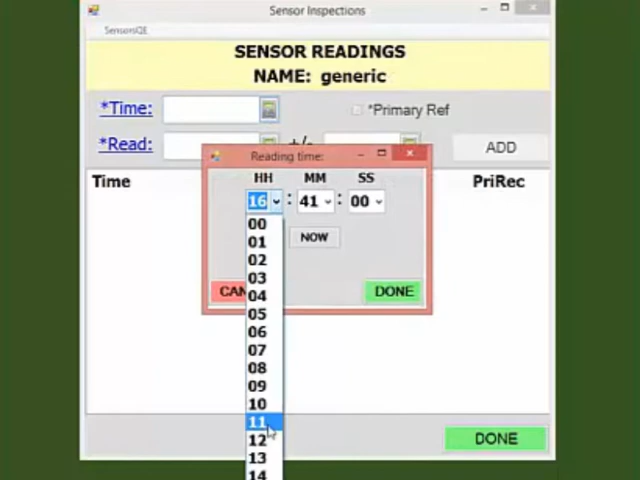 Sensor Inspections
SensorsQE
SENSOR READINGS
NAME: generic
*Time:
*Primary Ref
*Read:
+/-
ADD
Reading time:
Time
PriRec
HH
MM
SS
16 : 41 : 00
NOW
00
01
02
03
CAN
DONE
04
05
06
07
08
09
10
11
12
DONE
13
14